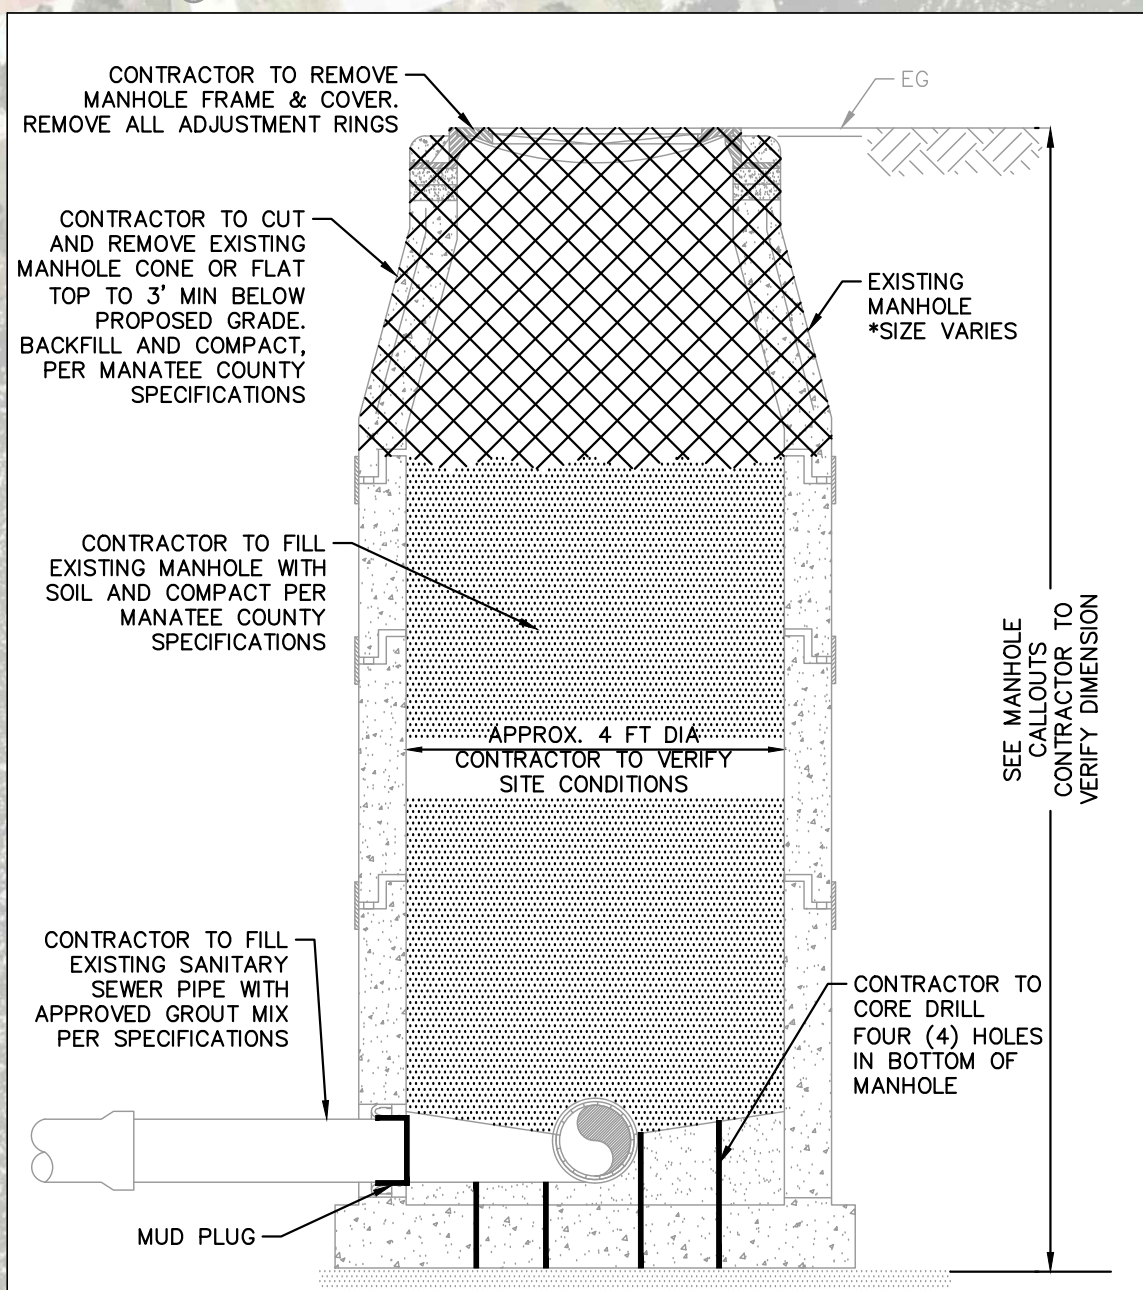 CONTRACTOR TO REMOVE
MANHOLE FRAME & COVER.
REMOVE ALL ADJUSTMENT RINGS
EG
CONTRACTOR TO CUT
AND REMOVE EXISTING
MANHOLE CONE OR FLAT
TOP TO 3' MIN BELOW
PROPOSED GRADE.
BACKFILL AND COMPACT,
PER MANATEE COUNTY
SPECIFICATIONS
EXISTING
MANHOLE
*SIZE VARIES
CONTRACTOR TO FILL
EXISTING MANHOLE WITH
SOIL AND COMPACT PER
MANATEE COUNTY
SPECIFICATIONS
SEE MANHOLE
CALLOUTS
CONTRACTOR TO
VERIFY DIMENSION
APPROX. 4 FT DIA
CONTRACTOR TO VERIFY
SITE CONDITIONS
CONTRACTOR TO FILL
EXISTING SANITARY
SEWER PIPE WITH
APPROVED GROUT MIX
PER SPECIFICATIONS
CONTRACTOR TO
CORE DRILL
FOUR (4) HOLES
IN BOTTOM OF
MANHOLE
MUD PLUG